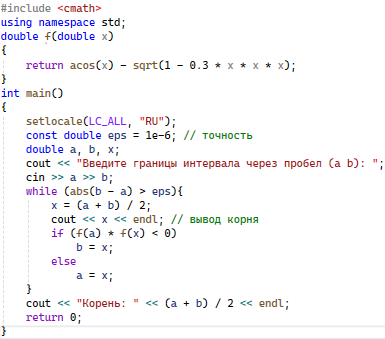 #include <cmath>
using namespace std;
double f(double x)
{
    return acos(x) - sqrt(1 - 0.3 * x * x * x);
}
int main()
{
    setlocale(LC_ALL, "RU");
    const double eps = 1e-6; // точность
    double a, b, x;
    cout << "Введите границы интервала через пробел (a b): ";
    cin >> a >> b;
    while (abs(b - a) > eps){
        x = (a + b) / 2;
        cout << x << endl; // вывод корня
        if (f(a) * f(x) < 0)
            b = x;
        else
            a = x;
    }
    cout << "Корень: " << (a + b) / 2 << endl;
    return 0;
}